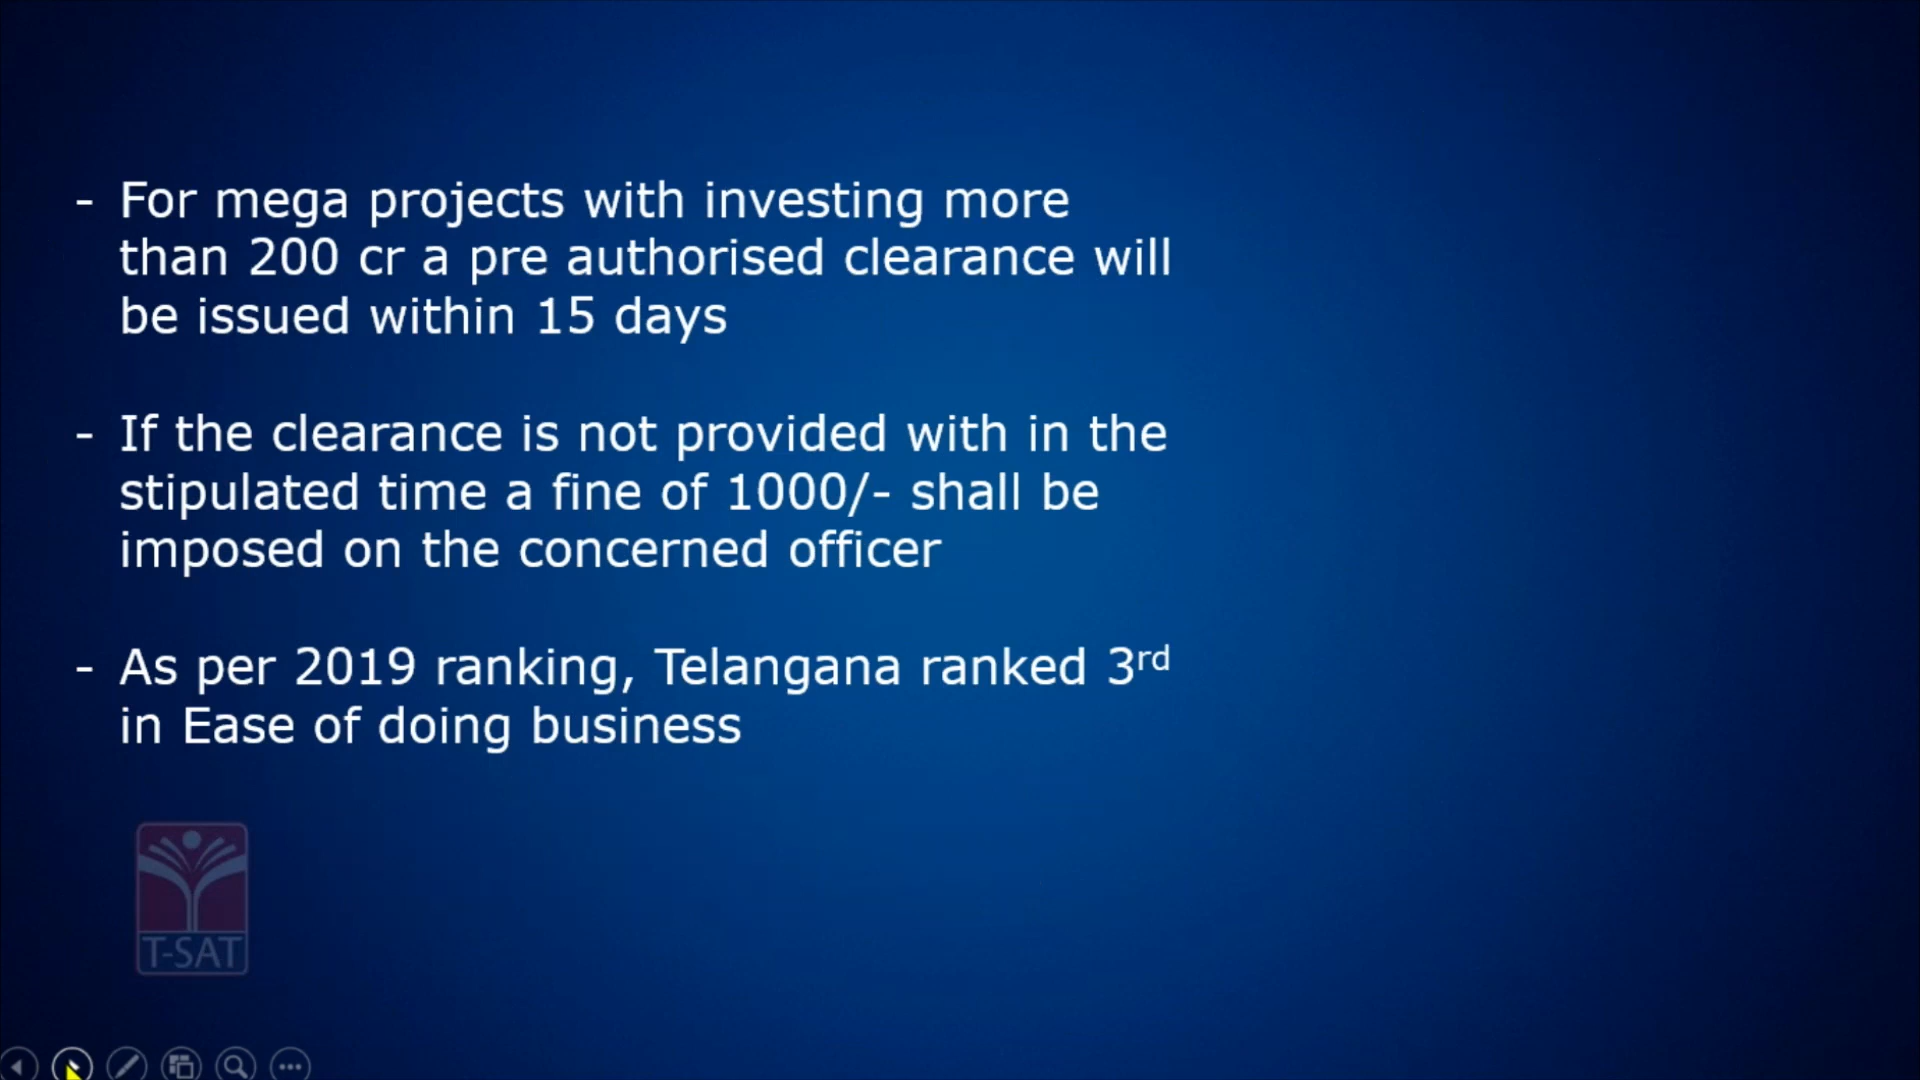 - For mega projects with investing more
than 200 cr a pre authorised clearance will
be issued within 15 days
- If the clearance is not provided with in the
stipulated time a fine of 1000/- shall be
imposed on the concerned officer
- As per 2019 ranking, Telangana ranked 3rd
in Ease of doing business
T-SAT